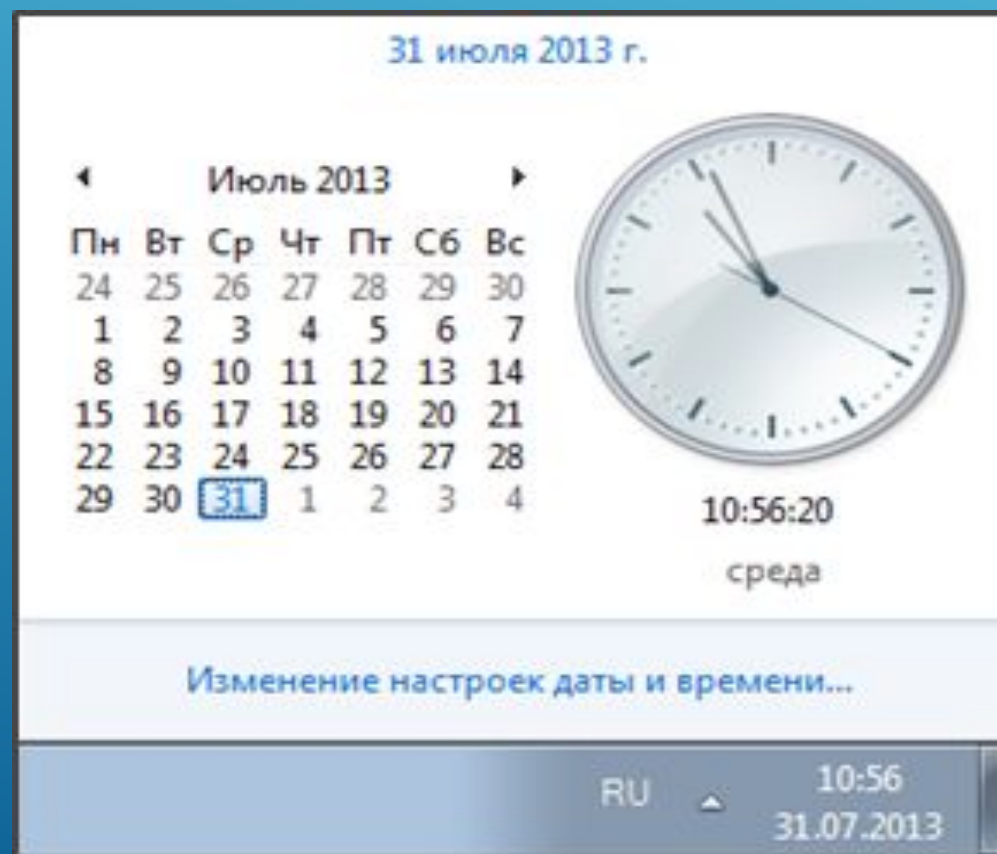 31 июля 2013 г.
Июль 2013
Пн Вт Ср Чт Пт Сб Вс
24 25 26 27 28 29 30
1 2 3 4 5 6 7
8 9 10 11 12 13 14
15 16 17 18 19 20 21
22 23 24 25 26 27 28
29 30 31 1 2 3 4
10:56:20
среда
Изменение настроек даты и времени...
RU
10:56
31.07.2013